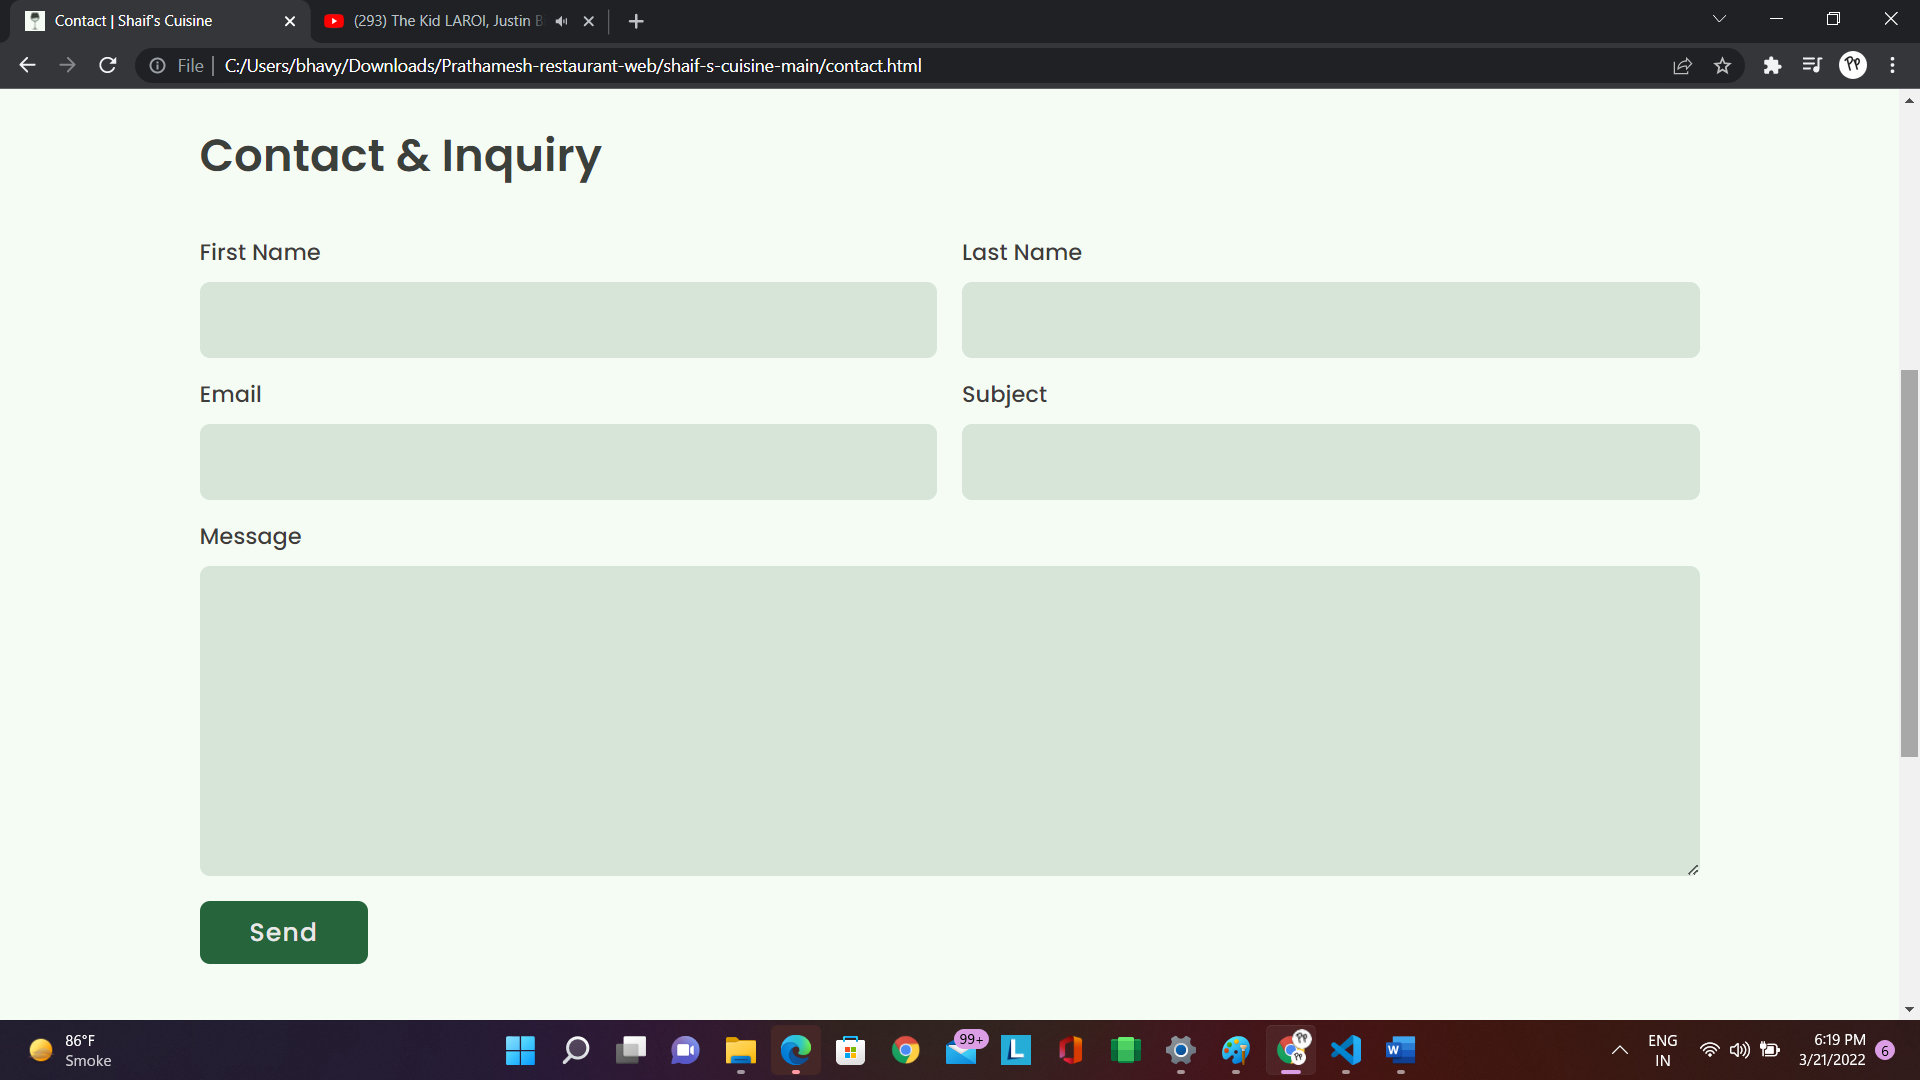 Contact | Shaif's Cuisine
(293) The Kid LAROI, Justin B
File
C:/Users/bhavy/Downloads/Prathamesh-restaurant-web/shaif-s-cuisine-main/contact.html
Contact & Inquiry
First Name
Last Name
Email
Subject
Message
Send
86°F
Smoke
99+
ENG
IN
6:19 PM
3/21/2022
6